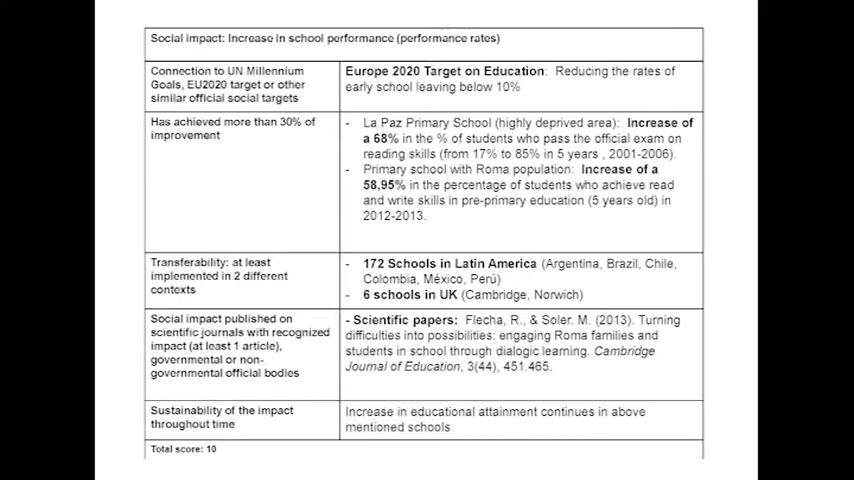 Social impact: Increase in school performance (performance rates)
Connection to UN Millennium
Goals, EU2020 target or other
similar official social targets
Europe 2020 Target on Education: Reducing the rates of
early school leaving below 10%
Has achieved more than 30% of
improvement
- La Paz Primary School (highly deprived area): Increase of
a 68% in the % of students who pass the official exam on
reading skills (from 17% to 85% in 5 years , 2001-2006).
- Primary school with Roma population: Increase of a
58,95% in the percentage of students who achieve read
and write skills in pre-primary education (5 years old) in
2012-2013.
Transferability: at least
implemented in 2 different
contexts
- 172 Schools in Latin America (Argentina, Brazil, Chile,
Colombia, México, Perú)
- 6 schools in UK (Cambridge, Norwich)
Social impact published on
scientific journals with recognized
impact (at least 1 article),
governmental or non-
governmental official bodies
- Scientific papers: Flecha, R., & Soler. M. (2013). Turning
difficulties into possibilities: engaging Roma families and
students in school through dialogic learning. Cambridge
Journal of Education, 3(44), 451.465.
Sustainability of the impact
throughout time
Increase in educational attainment continues in above
mentioned schools
Total score: 10